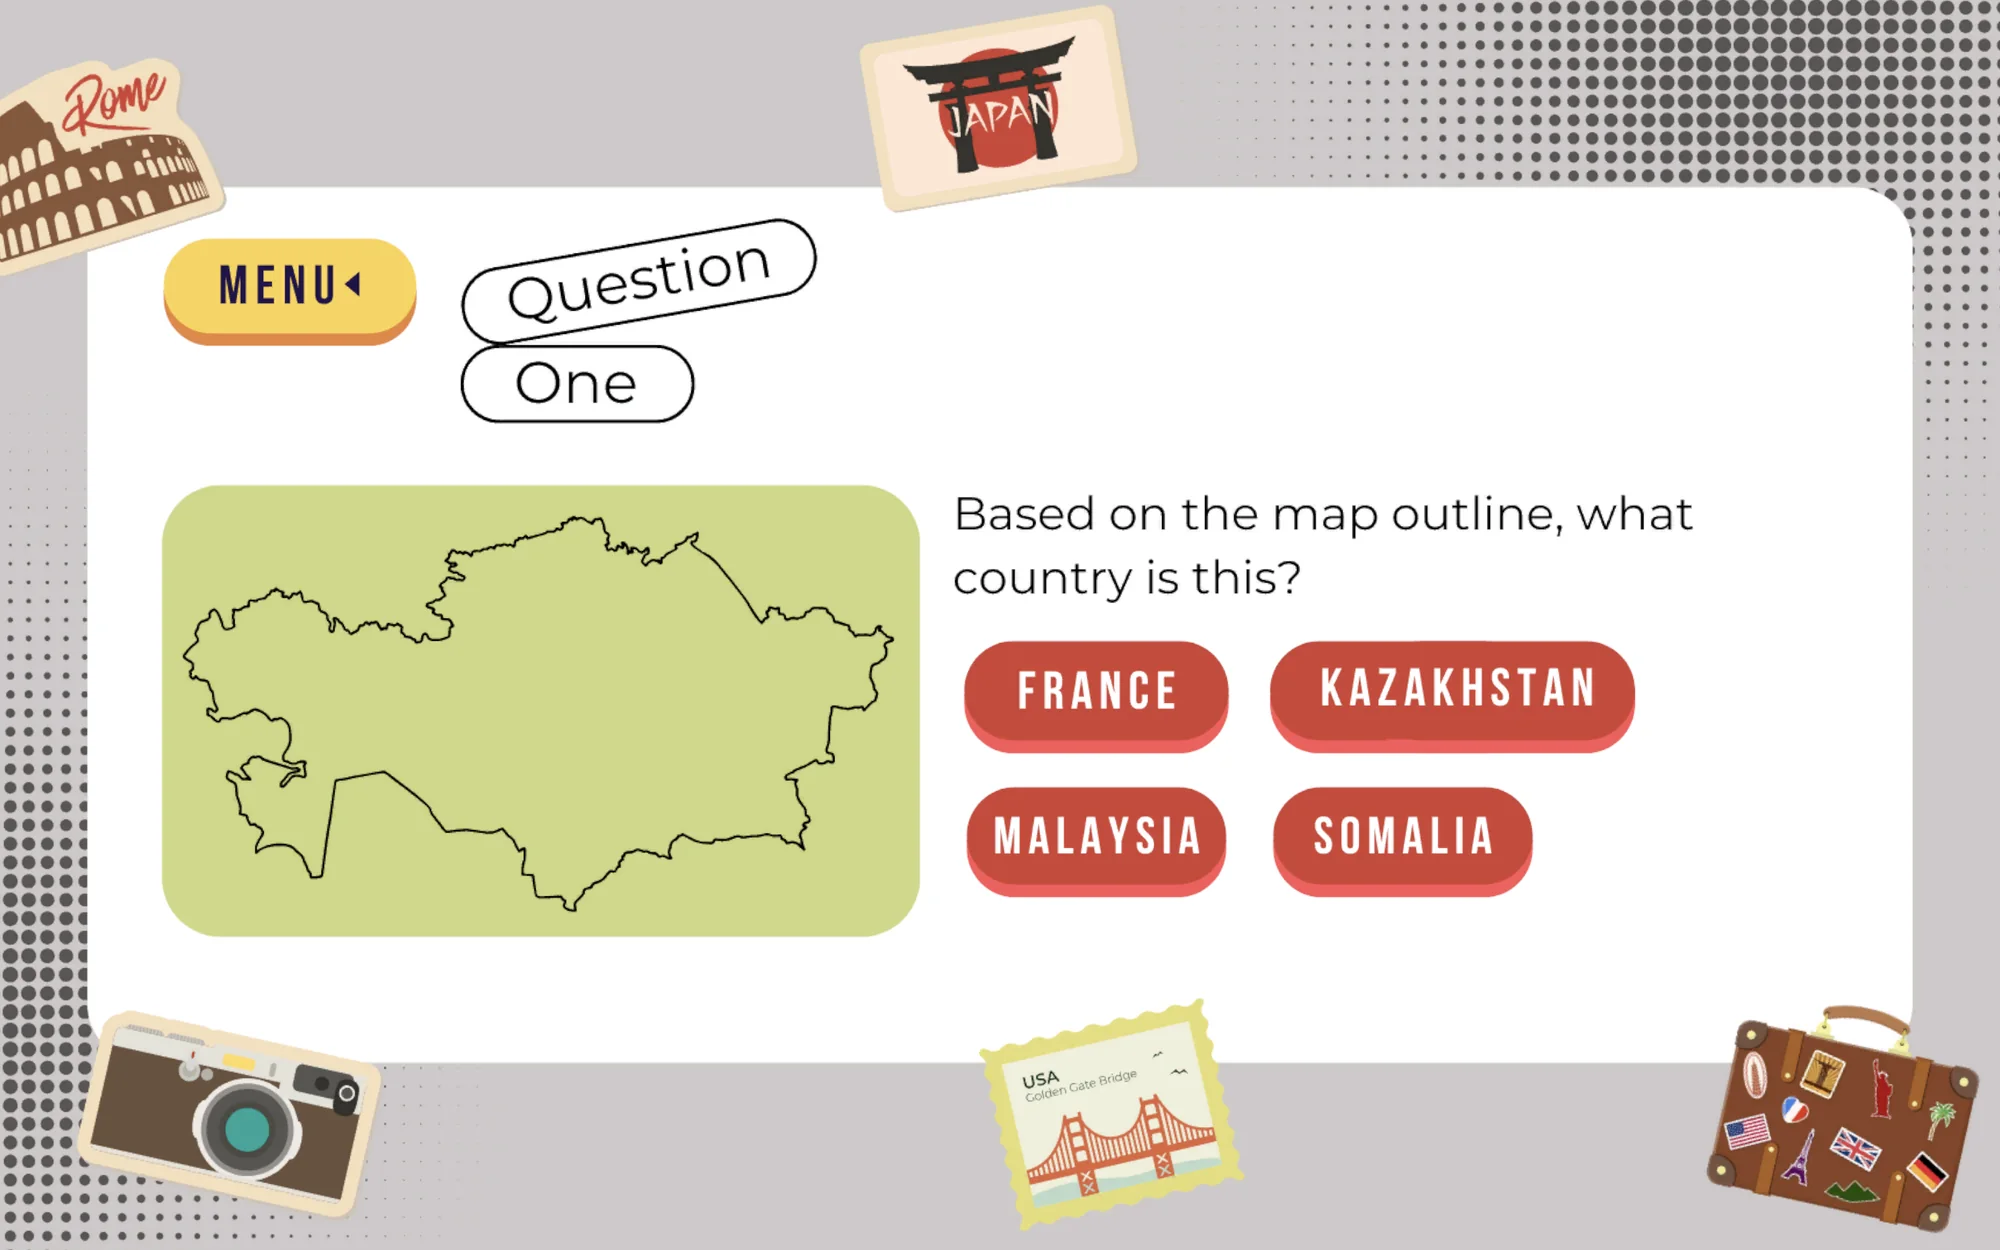 Rome
JAPAN
MENU
Question
One
Based on the map outline, what
country is this?
FRANCE
KAZAKHSTAN
MALAYSIA
SOMALIA
USA
Golden Gate Bridge